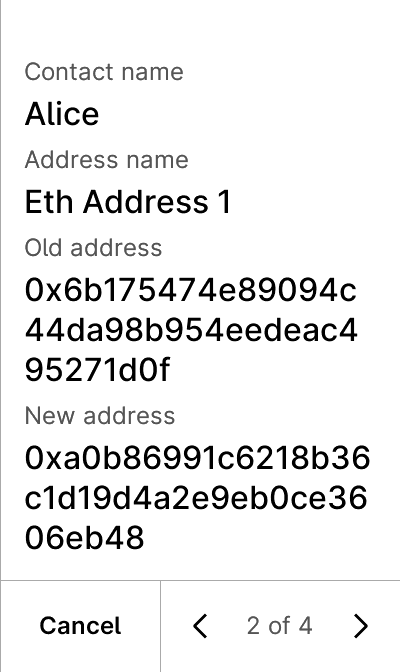 Contact name
Alice
Address name
Eth Address 1
Old address
0x6b175474e89094c
44da98b954eedeac4
95271d0f
New address
0xa0b86991c6218b36
c1d19d4a2e9eb0ce36
06eb48
Cancel
2 of 4